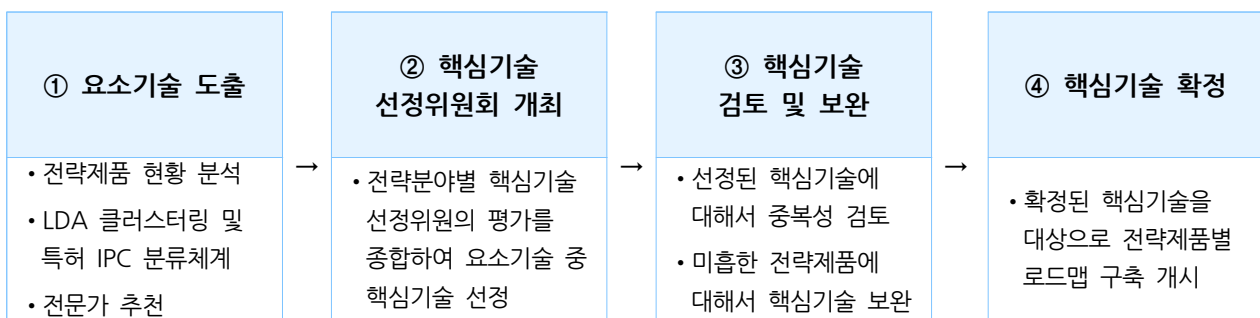 ① 요소기술 도출
• 전략제품 현황 분석
• LDA 클러스터링 및
특허 IPC 분류체계
• 전문가 추천
→
② 핵심기술
선정위원회 개최
• 전략분야별 핵심기술
선정위원의 평가를
종합하여 요소기술 중
핵심기술 선정
→
③ 핵심기술
검토 및 보완
• 선정된 핵심기술에
대해서 중복성 검토
• 미흡한 전략제품에
대해서 핵심기술 보완
→
④ 핵심기술 확정
• 확정된 핵심기술을
대상으로 전략제품별
로드맵 구축 개시